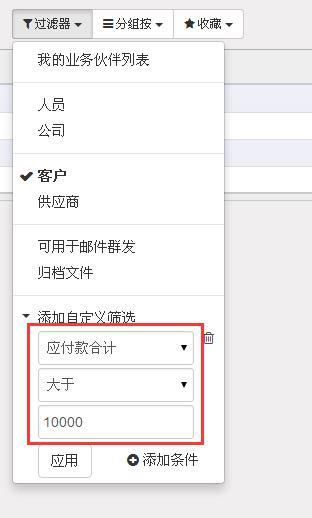 过滤器 分组按 收藏
我的业务伙伴列表
人员
公司
客户
供应商
可用于邮件群发
归档文件
添加自定义筛选
应付款合计
大于
10000
应用 添加条件